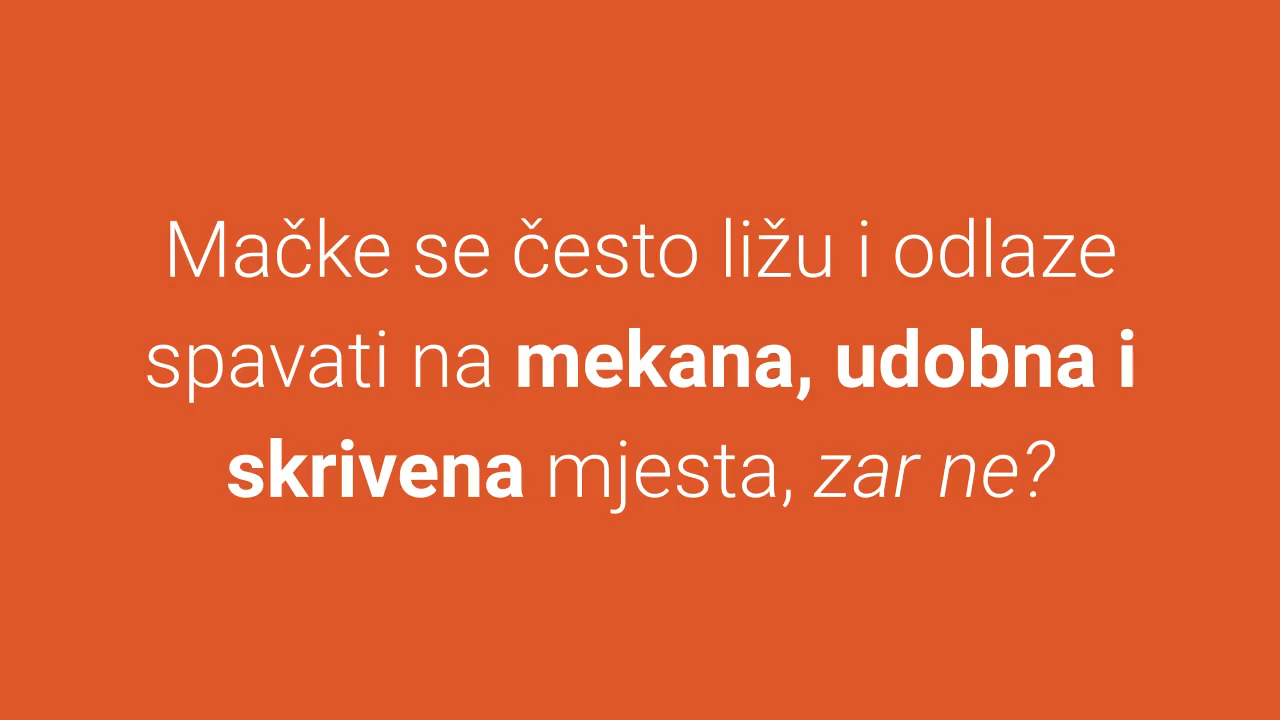 Mačke se često ližu i odlaze
spavati na mekana, udobna i
skrivena mjesta, zar ne?